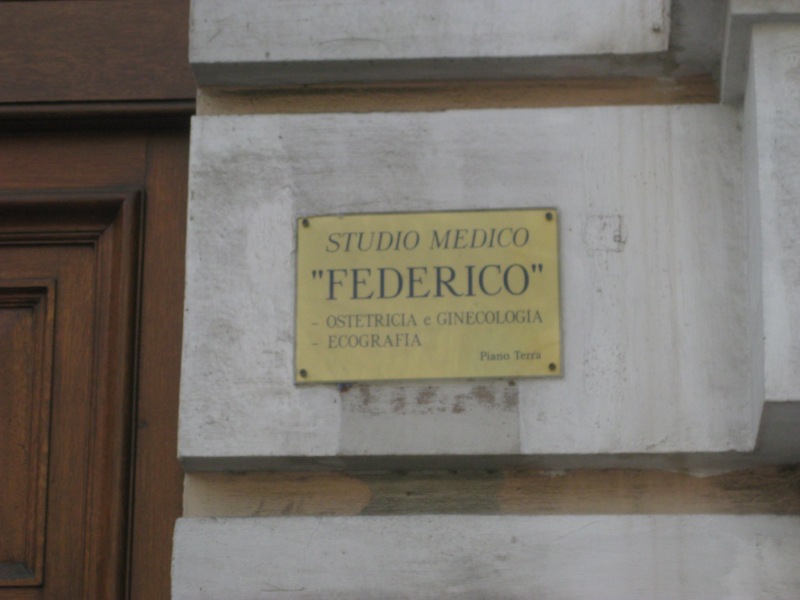 STUDIO MEDICO
"FEDERICO"
- OSTETRICIA e GINECOLOGIA
- ECOGRAFIA
Piano Terra